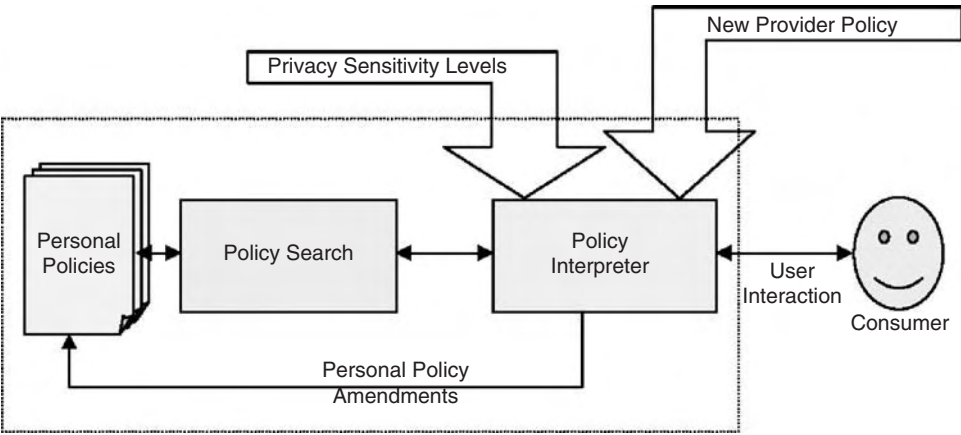 New Provider Policy
Privacy Sensitivity Levels
Personal
Policies
Policy Search
Policy
Interpreter
User
Interaction
Consumer
Personal Policy
Amendments